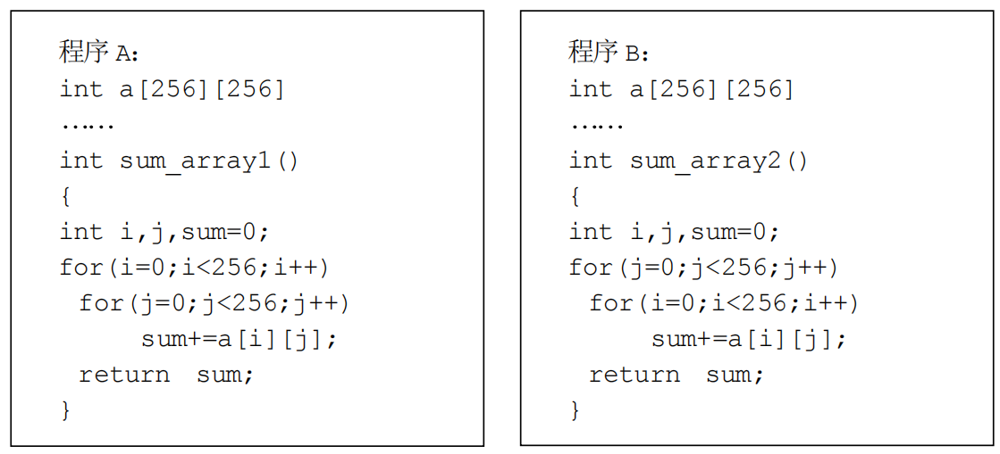 程序 A:
int a[256][256]
……
int sum_array1()
{
int i,j,sum=0;
for(i=0;i<256;i++)
for(j=0;j<256;j++)
sum+=a[i][j];
return sum;
}
程序 B:
int a[256][256]
……
int sum_array2()
{
int i,j,sum=0;
for(j=0;j<256;j++)
for(i=0;i<256;i++)
sum+=a[i][j];
return sum;
}